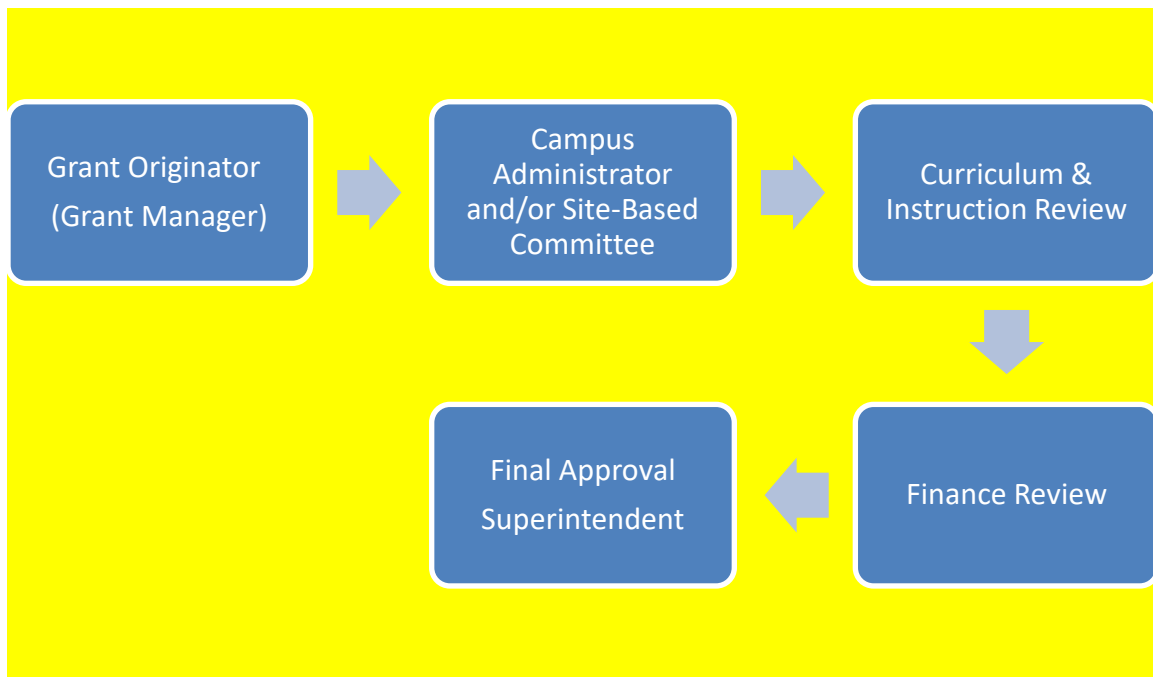 Grant Originator
(Grant Manager)
Campus
Administrator
and/or Site-Based
Committee
Curriculum &
Instruction Review
Finance Review
Final Approval
Superintendent